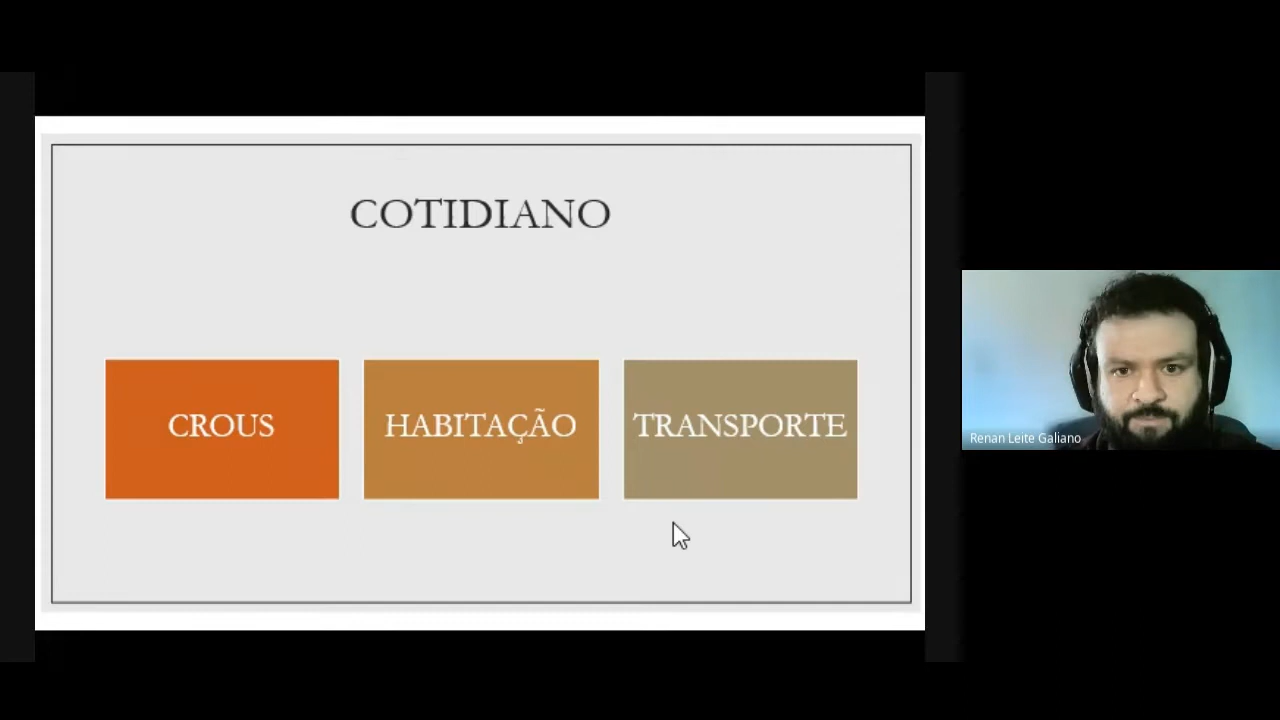 COTIDIANO
CROUS
HABITAÇÃO
TRANSPORTE
Renan Leite Galiano